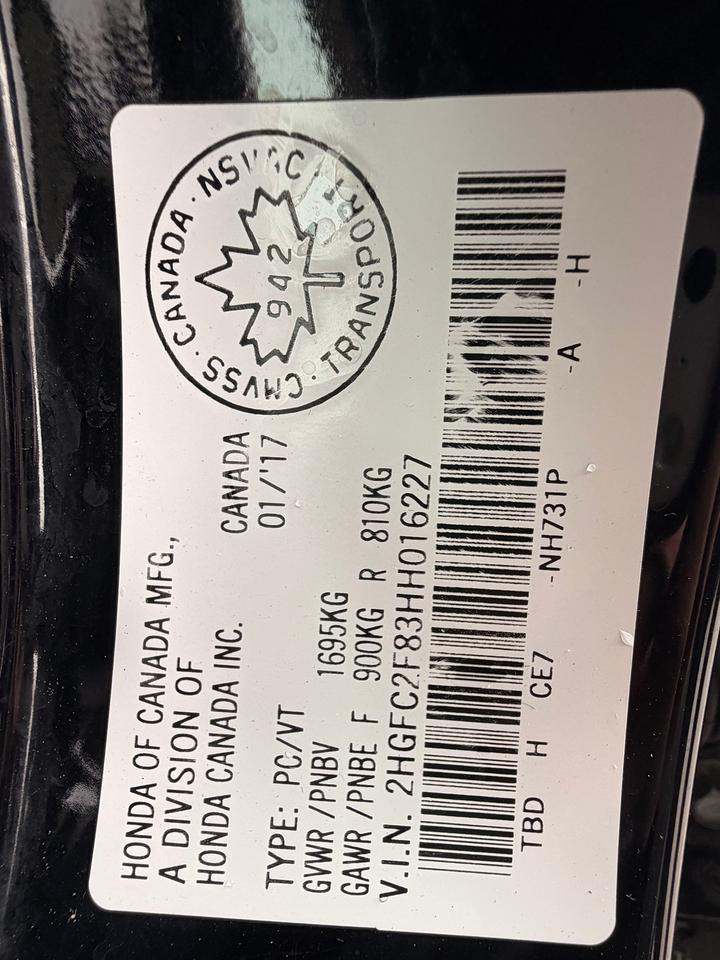 HONDA OF CANADA MFG.,
A DIVISION OF
HONDA CANADA INC.
CANADA
01/'17
CMVSS · CANADA · NSVAC · TRANSPORT ·
942
TYPE: PC/VT
GVWR /PNBV 1695KG
GAWR /PNBE F 900KG R 810KG
V.I.N. 2HGFC2F83HH016227
TBD H CE7 -NH731P -A -H